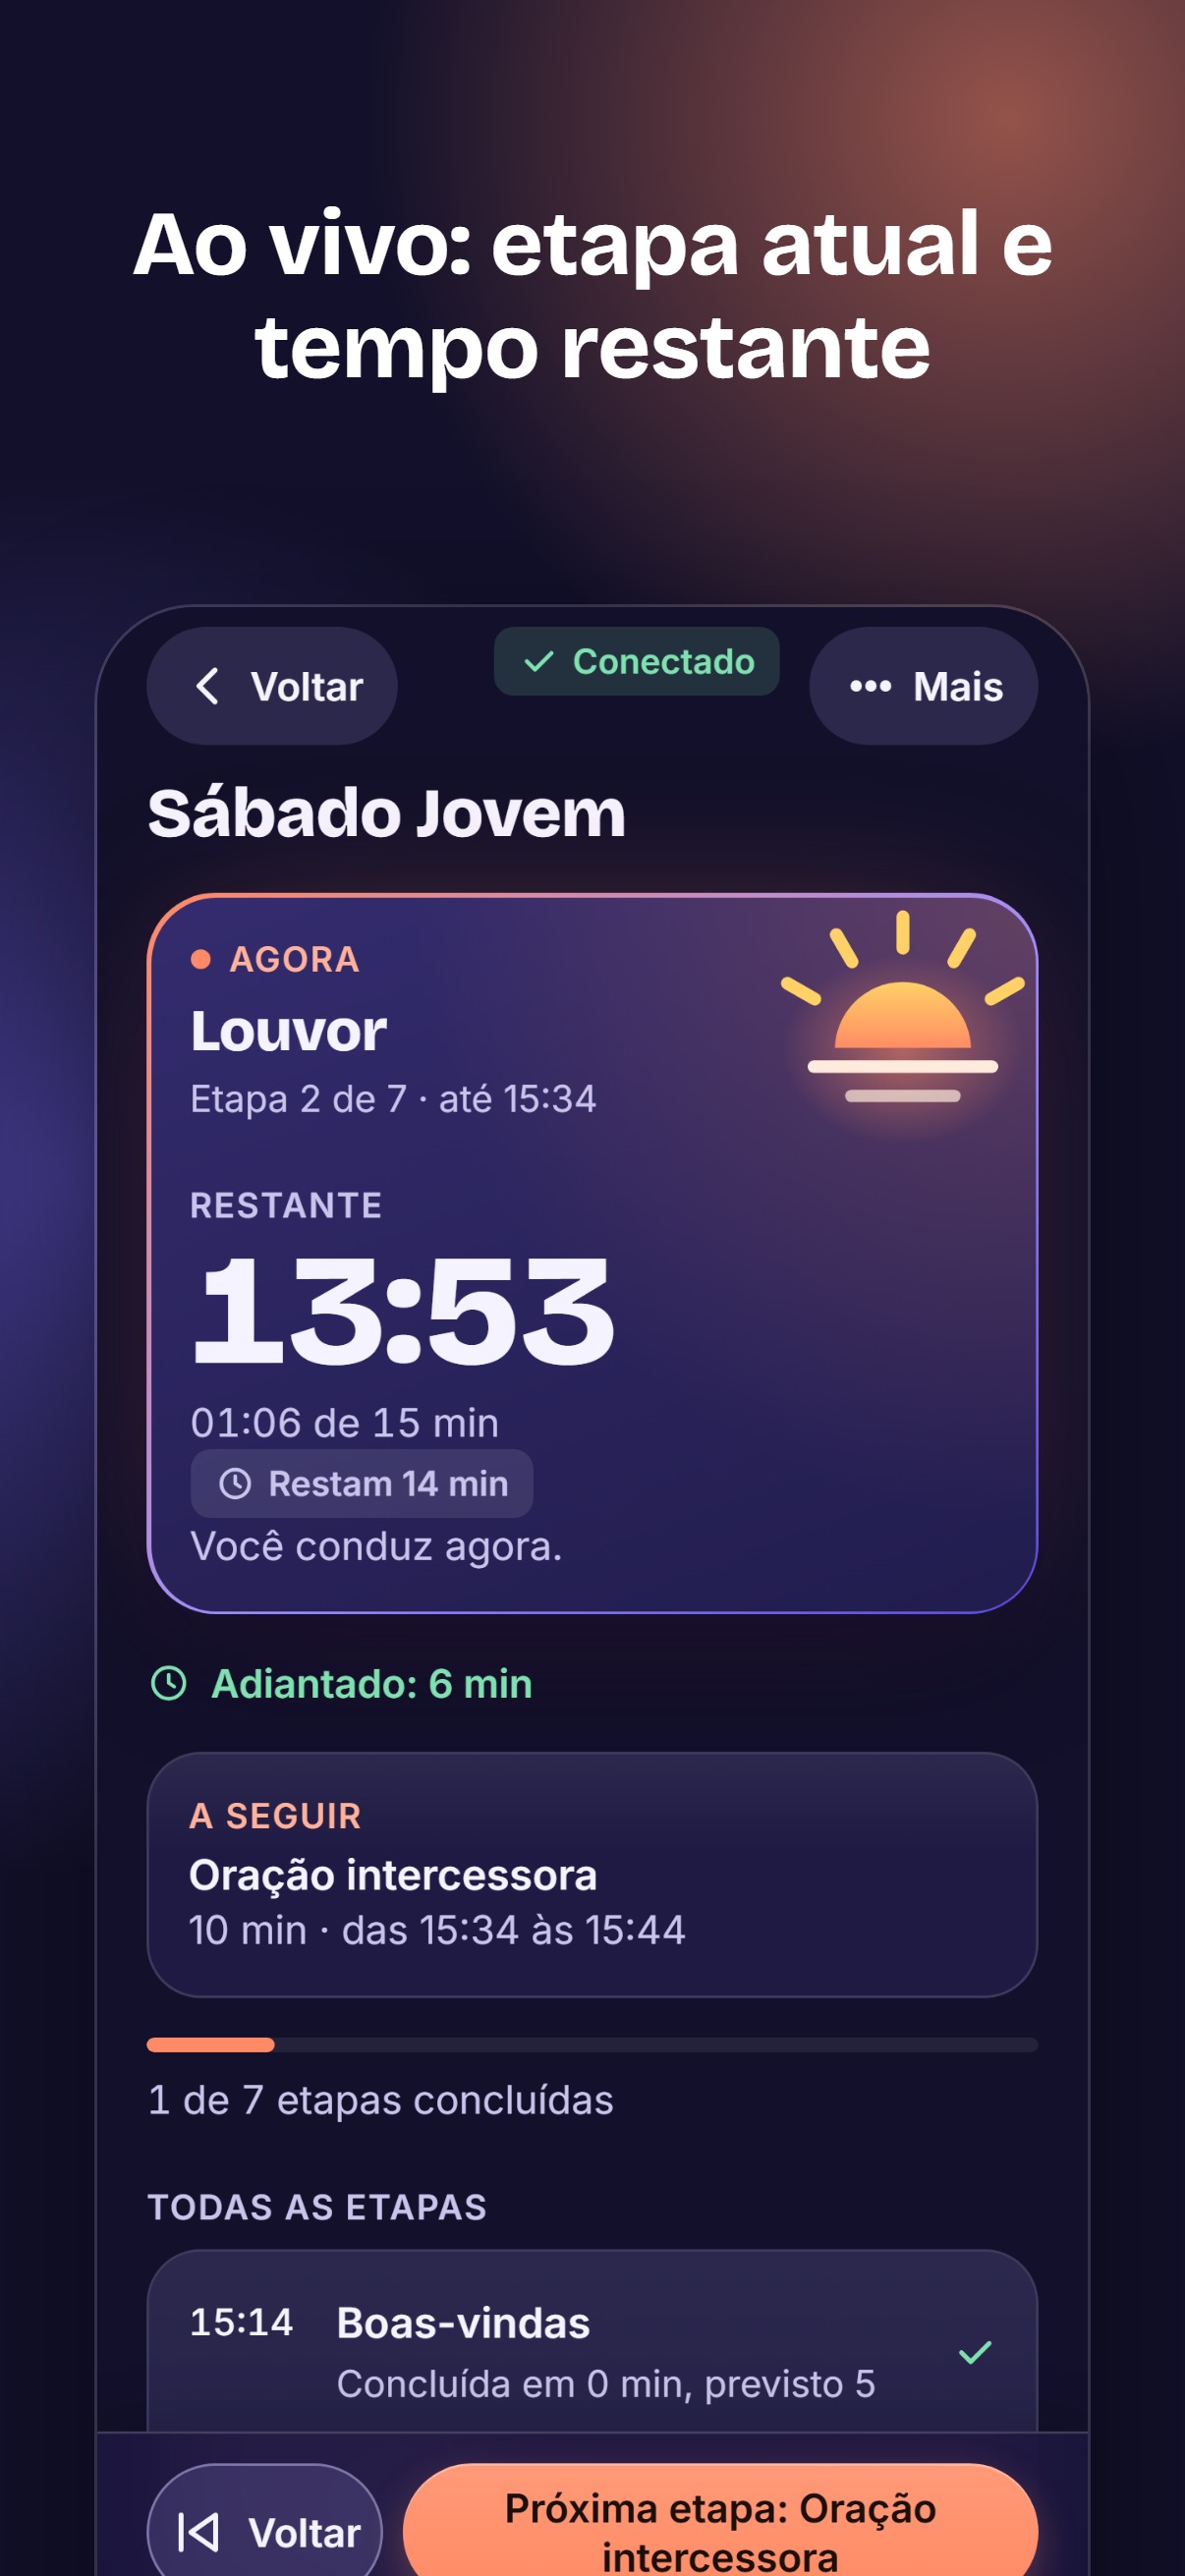 Ao vivo: etapa atual e
tempo restante
Voltar
Conectado
Mais
Sábado Jovem
AGORA
Louvor
Etapa 2 de 7 · até 15:34
RESTANTE
13:53
01:06 de 15 min
Restam 14 min
Você conduz agora.
Adiantado: 6 min
A SEGUIR
Oração intercessora
10 min · das 15:34 às 15:44
1 de 7 etapas concluídas
TODAS AS ETAPAS
15:14 Boas-vindas
Concluída em 0 min, previsto 5
Voltar
Próxima etapa: Oração
intercessora